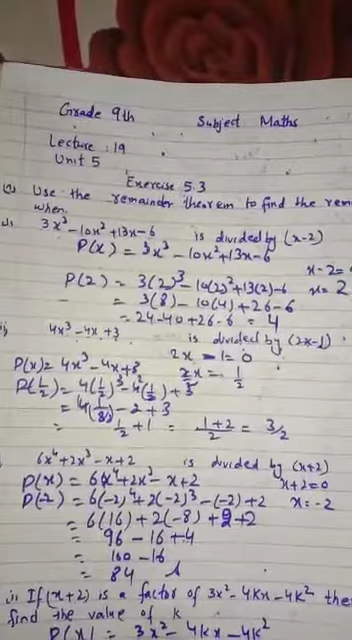 Grade 9th Subject Maths
Lecture : 19
Unit 5
Exercise 5.3
Use the remainder theorem to find the rem
when
3x³-10x²+13x-6 is divided by (x-2)
P(x) = 3x³-10x²+13x-6
x-2=
P(2) = 3(2)³-10(2)²+13(2)-6 x=2
= 3(8)-10(4)+26-6
= 24-40+26-6 = 4
4x³-4x+3 is divided by (2x-1)
2x-1=0
P(x)=4x³-4x+3 2x = 1/2
P(1/2)=4(1/2)³-4(1/2)+3
=4(1/8)-2+3
= 1/2+1 = 1+2/2 = 3/2
6x⁴+2x³-x+2 is divided by (x+2)
P(x) = 6x⁴+2x³-x+2 x+2=0
P(-2) = 6(-2)⁴+2(-2)³-(-2)+2 x=-2
= 6(16)+2(-8)+2+2
= 96-16+4
= 100-16
= 84
If (x+2) is a factor of 3x²-4kx-4k² the
find the value of k
P(x) = 3x²-4kx-4k²